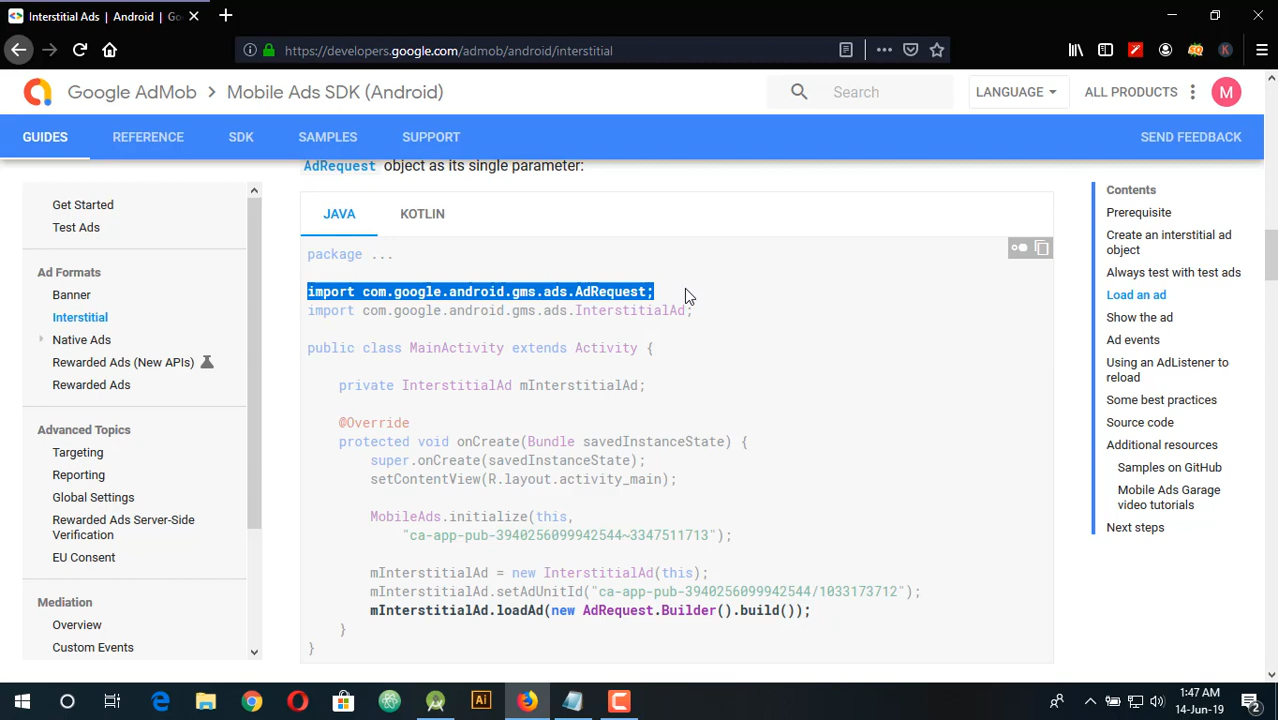 Interstitial Ads | Android | Go
https://developers.google.com/admob/android/interstitial
Google AdMob > Mobile Ads SDK (Android)
Search
LANGUAGE
ALL PRODUCTS
M
GUIDES
REFERENCE
SDK
SAMPLES
SUPPORT
SEND FEEDBACK
Get Started
Test Ads
Ad Formats
Banner
Interstitial
Native Ads
Rewarded Ads (New APIs)
Rewarded Ads
Advanced Topics
Targeting
Reporting
Global Settings
Rewarded Ads Server-Side
Verification
EU Consent
Mediation
Overview
Custom Events
AdRequest object as its single parameter:
JAVA
KOTLIN
package ...
import com.google.android.gms.ads.AdRequest;
import com.google.android.gms.ads.InterstitialAd;
public class MainActivity extends Activity {
private InterstitialAd mInterstitialAd;
@Override
protected void onCreate(Bundle savedInstanceState) {
super.onCreate(savedInstanceState);
setContentView(R.layout.activity_main);
MobileAds.initialize(this,
"ca-app-pub-3940256099942544~3347511713");
mInterstitialAd = new InterstitialAd(this);
mInterstitialAd.setAdUnitId("ca-app-pub-3940256099942544/1033173712");
mInterstitialAd.loadAd(new AdRequest.Builder().build());
}
}
Contents
Prerequisite
Create an interstitial ad
object
Always test with test ads
Load an ad
Show the ad
Ad events
Using an AdListener to
reload
Some best practices
Source code
Additional resources
Samples on GitHub
Mobile Ads Garage
video tutorials
Next steps
K
Ai
1:47 AM
14-Jun-19
2